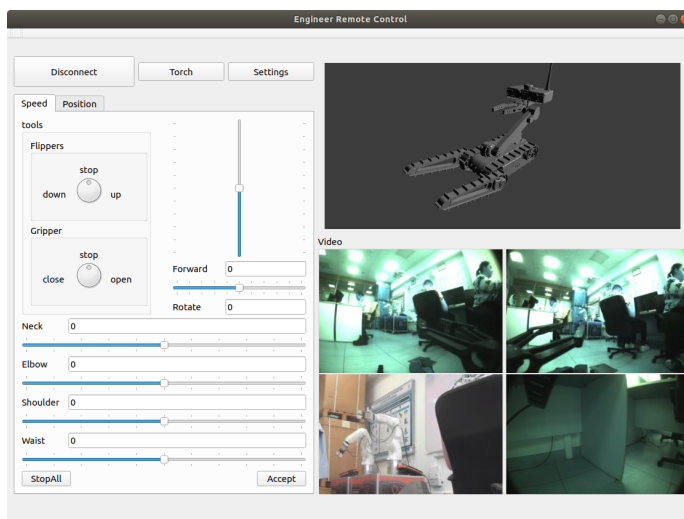 Engineer Remote Control
Disconnect Torch Settings
Speed Position
tools
Flippers
stop
down up
Gripper
stop
close open
Forward 0
Rotate 0
Neck 0
Elbow 0
Shoulder 0
Waist 0
StopAll Accept
Video